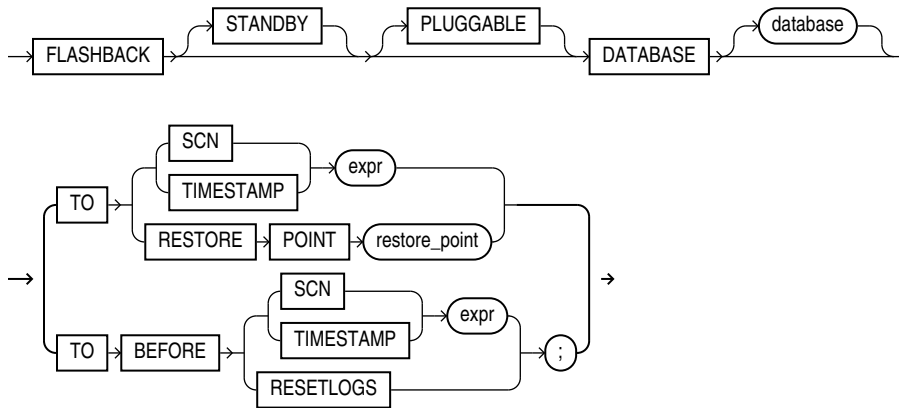 FLASHBACK STANDBY PLUGGABLE DATABASE database
TO SCN TIMESTAMP expr
RESTORE POINT restore_point
TO BEFORE SCN TIMESTAMP expr
RESETLOGS ;